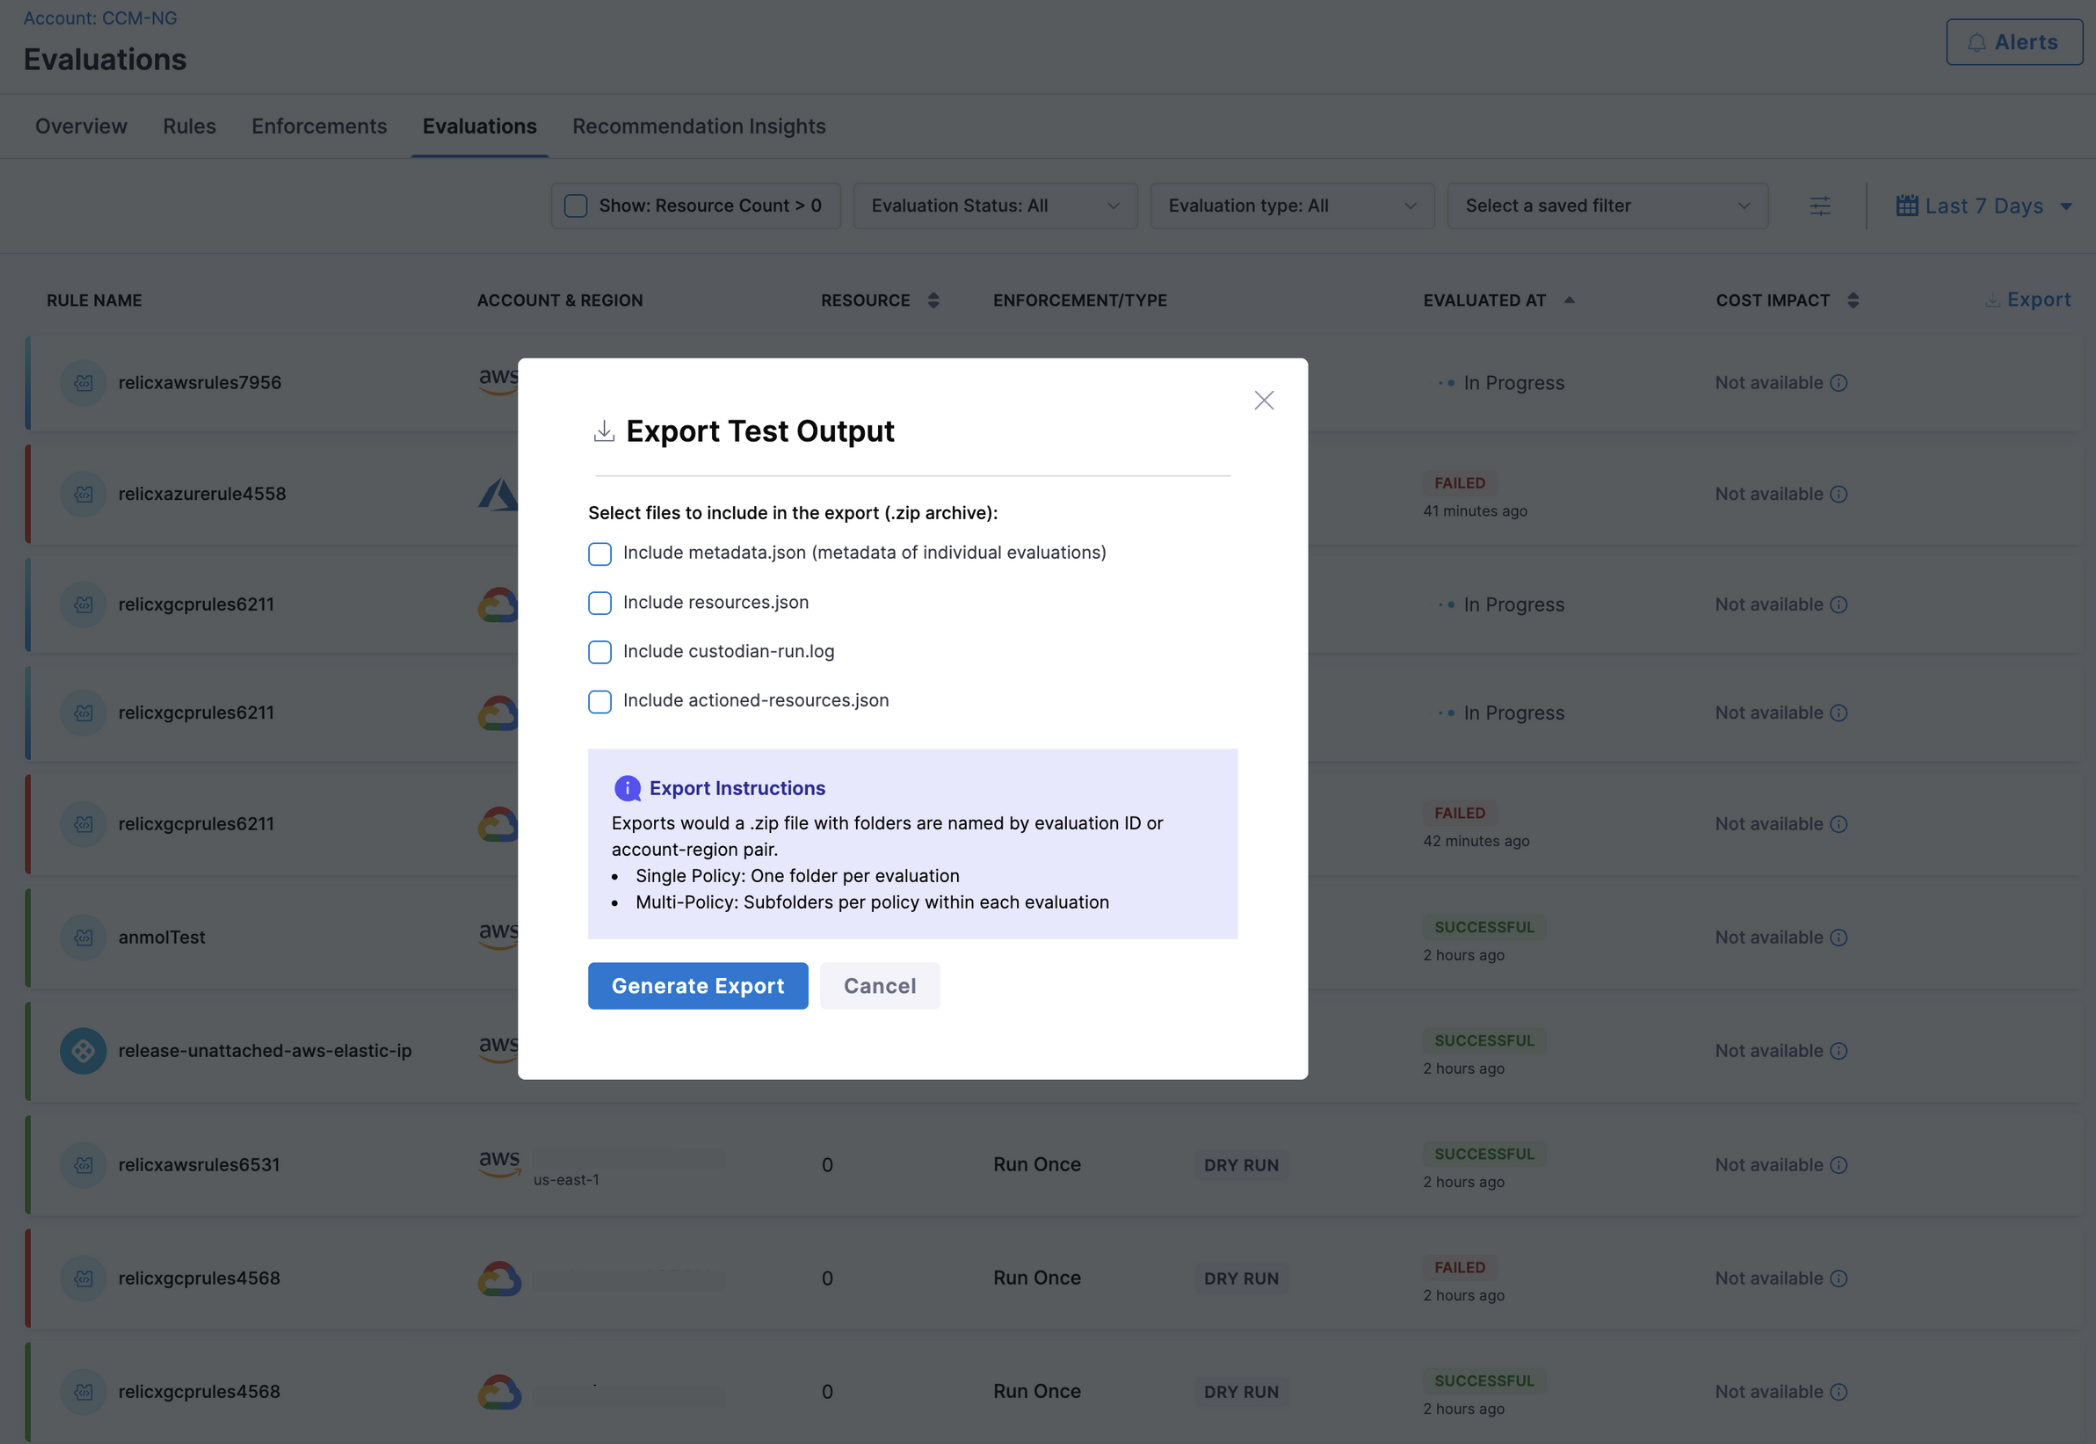 Account: CCM-NG
Evaluations
Alerts
Overview Rules Enforcements Evaluations Recommendation Insights
Show: Resource Count > 0 Evaluation Status: All Evaluation type: All Select a saved filter Last 7 Days
RULE NAME ACCOUNT & REGION RESOURCE ENFORCEMENT/TYPE EVALUATED AT COST IMPACT Export
relicxawsrules7956 aws In Progress Not available
Export Test Output
relicxazurerule4558 FAILED Not available
41 minutes ago
Select files to include in the export (.zip archive):
Include metadata.json (metadata of individual evaluations)
Include resources.json
Include custodian-run.log
Include actioned-resources.json
relicxgcprules6211 In Progress Not available
relicxgcprules6211 In Progress Not available
Export Instructions
Exports would a .zip file with folders are named by evaluation ID or
account-region pair.
• Single Policy: One folder per evaluation
• Multi-Policy: Subfolders per policy within each evaluation
Generate Export Cancel
relicxgcprules6211 FAILED Not available
42 minutes ago
anmolTest aws SUCCESSFUL Not available
2 hours ago
release-unattached-aws-elastic-ip aws SUCCESSFUL Not available
2 hours ago
relicxawsrules6531 aws us-east-1 0 Run Once DRY RUN SUCCESSFUL Not available
2 hours ago
relicxgcprules4568 0 Run Once DRY RUN FAILED Not available
2 hours ago
relicxgcprules4568 0 Run Once DRY RUN SUCCESSFUL Not available
2 hours ago